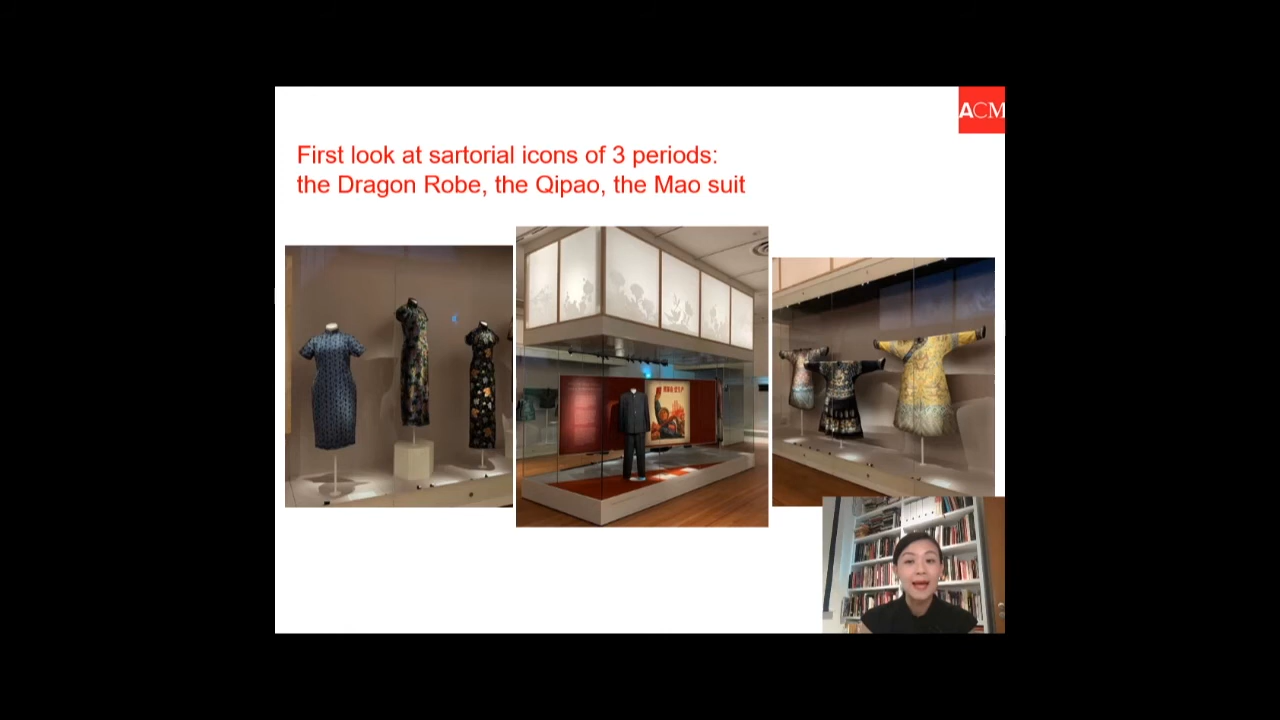 ACM
First look at sartorial icons of 3 periods:
the Dragon Robe, the Qipao, the Mao suit